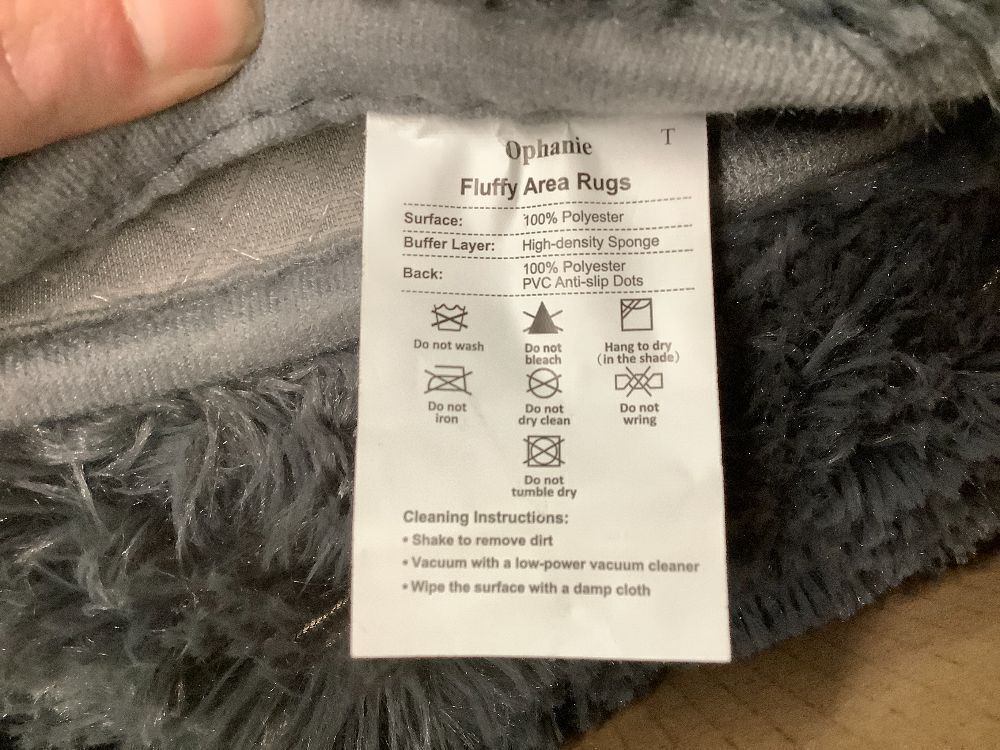 Ophanie T
Fluffy Area Rugs
Surface: 100% Polyester
Buffer Layer: High-density Sponge
Back: 100% Polyester
PVC Anti-slip Dots
Do not wash
Do not
bleach
Hang to dry
(in the shade)
Do not
iron
Do not
dry clean
Do not
wring
Do not
tumble dry
Cleaning Instructions:
• Shake to remove dirt
• Vacuum with a low-power vacuum cleaner
• Wipe the surface with a damp cloth